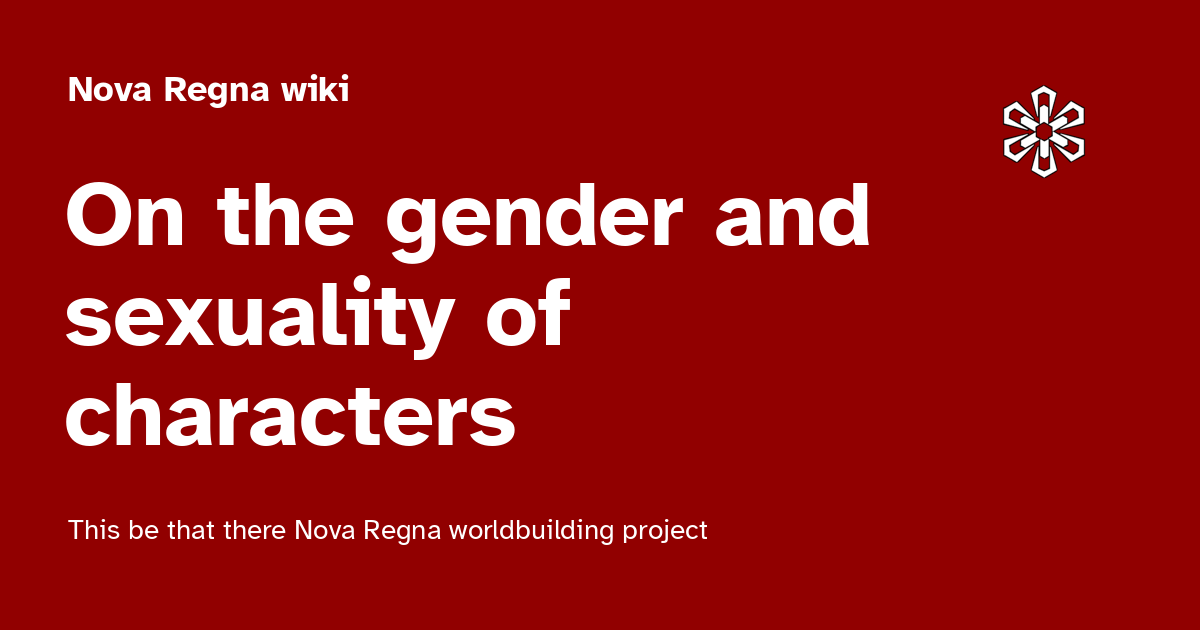 Nova Regna wiki
On the gender and
sexuality of
characters
This be that there Nova Regna worldbuilding project